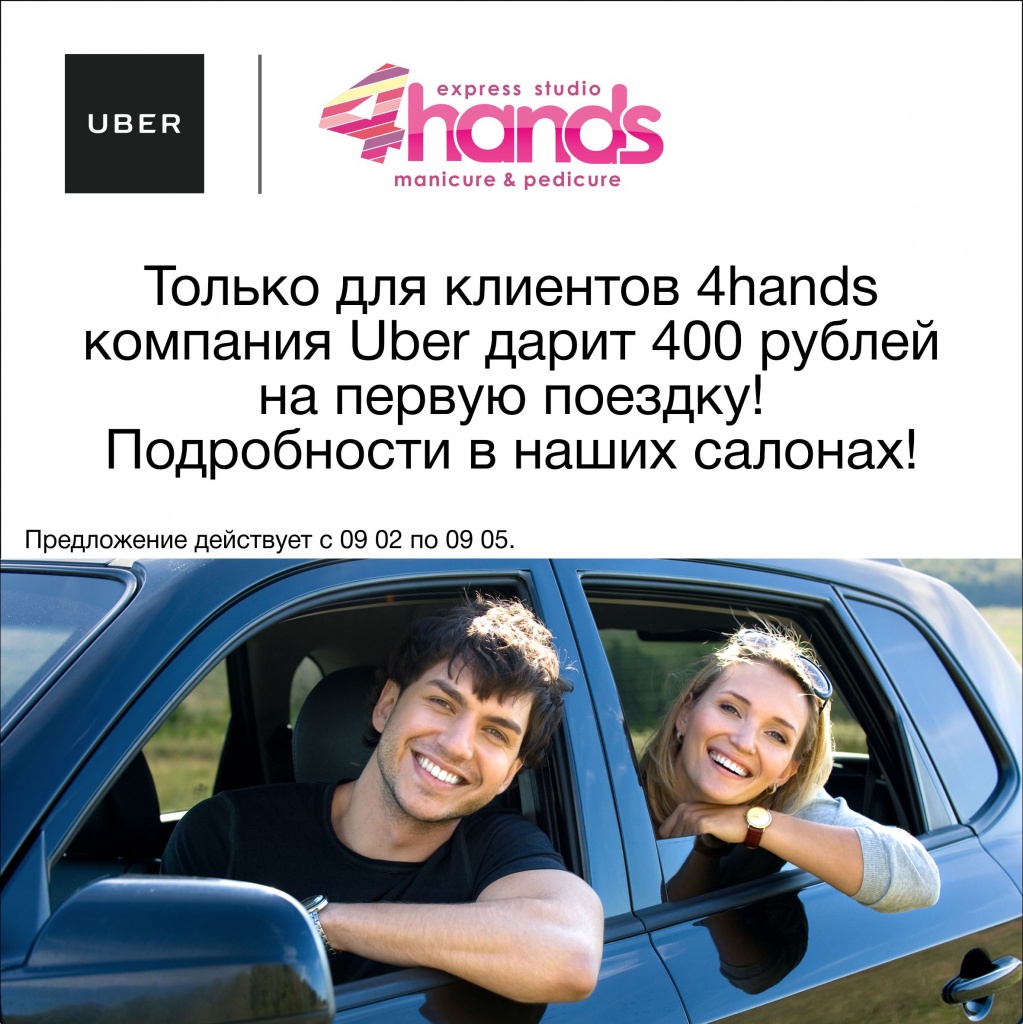 UBER
express studio
4hands
manicure & pedicure
Только для клиентов 4hands
компания Uber дарит 400 рублей
на первую поездку!
Подробности в наших салонах!
Предложение действует с 09 02 по 09 05.